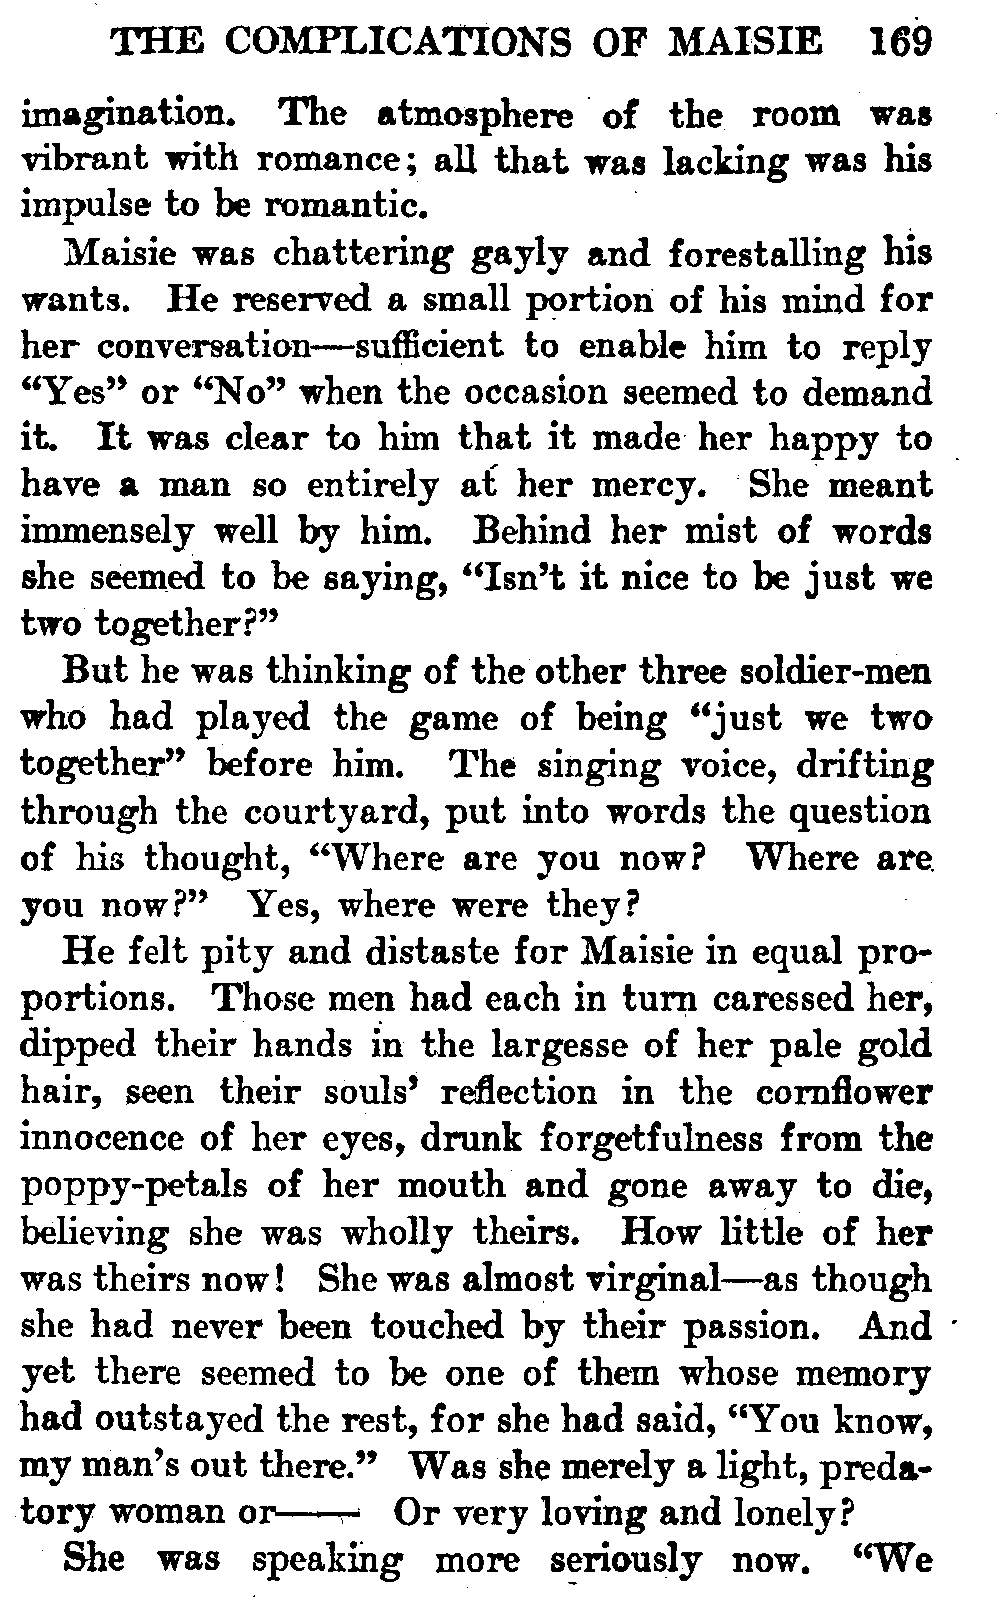 THE COMPLICATIONS OF MAISIE 169
imagination. The atmosphere of the room was
vibrant with romance; all that was lacking was his
impulse to be romantic.
Maisie was chattering gayly and forestalling his
wants. He reserved a small portion of his mind for
her conversation—sufficient to enable him to reply
“Yes” or “No” when the occasion seemed to demand
it. It was clear to him that it made her happy to
have a man so entirely at her mercy. She meant
immensely well by him. Behind her mist of words
she seemed to be saying, “Isn’t it nice to be just we
two together?”
But he was thinking of the other three soldier-men
who had played the game of being “just we two
together” before him. The singing voice, drifting
through the courtyard, put into words the question
of his thought, “Where are you now? Where are
you now?” Yes, where were they?
He felt pity and distaste for Maisie in equal pro-
portions. Those men had each in turn caressed her,
dipped their hands in the largesse of her pale gold
hair, seen their souls’ reflection in the cornflower
innocence of her eyes, drunk forgetfulness from the
poppy-petals of her mouth and gone away to die,
believing she was wholly theirs. How little of her
was theirs now! She was almost virginal—as though
she had never been touched by their passion. And
yet there seemed to be one of them whose memory
had outstayed the rest, for she had said, “You know,
my man’s out there.” Was she merely a light, preda-
tory woman or—— Or very loving and lonely?
She was speaking more seriously now. “We